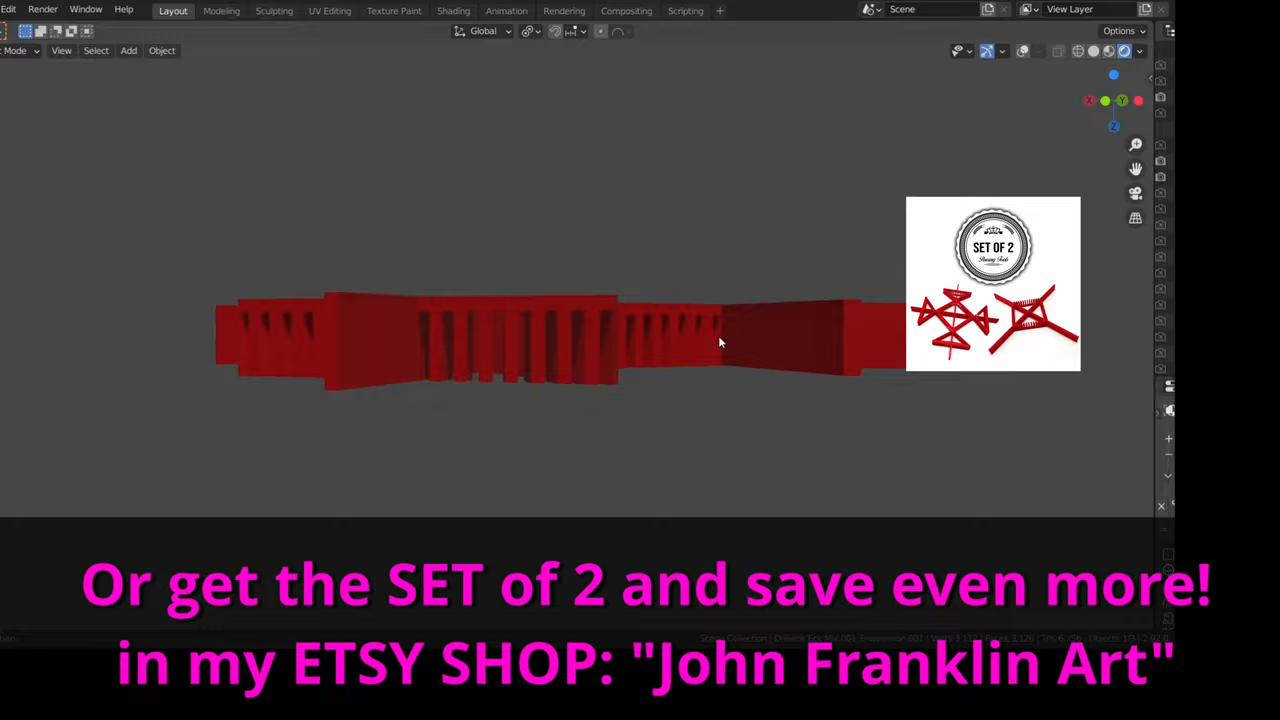 Edit Render Window Help Layout Modeling Sculpting UV Editing Texture Paint Shading Animation Rendering Compositing Scripting + Scene View Layer
Global Options
Mode View Select Add Object
X Y
Z
SET OF 2
Or get the SET of 2 and save even more!
in my ETSY SHOP: "John Franklin Art"